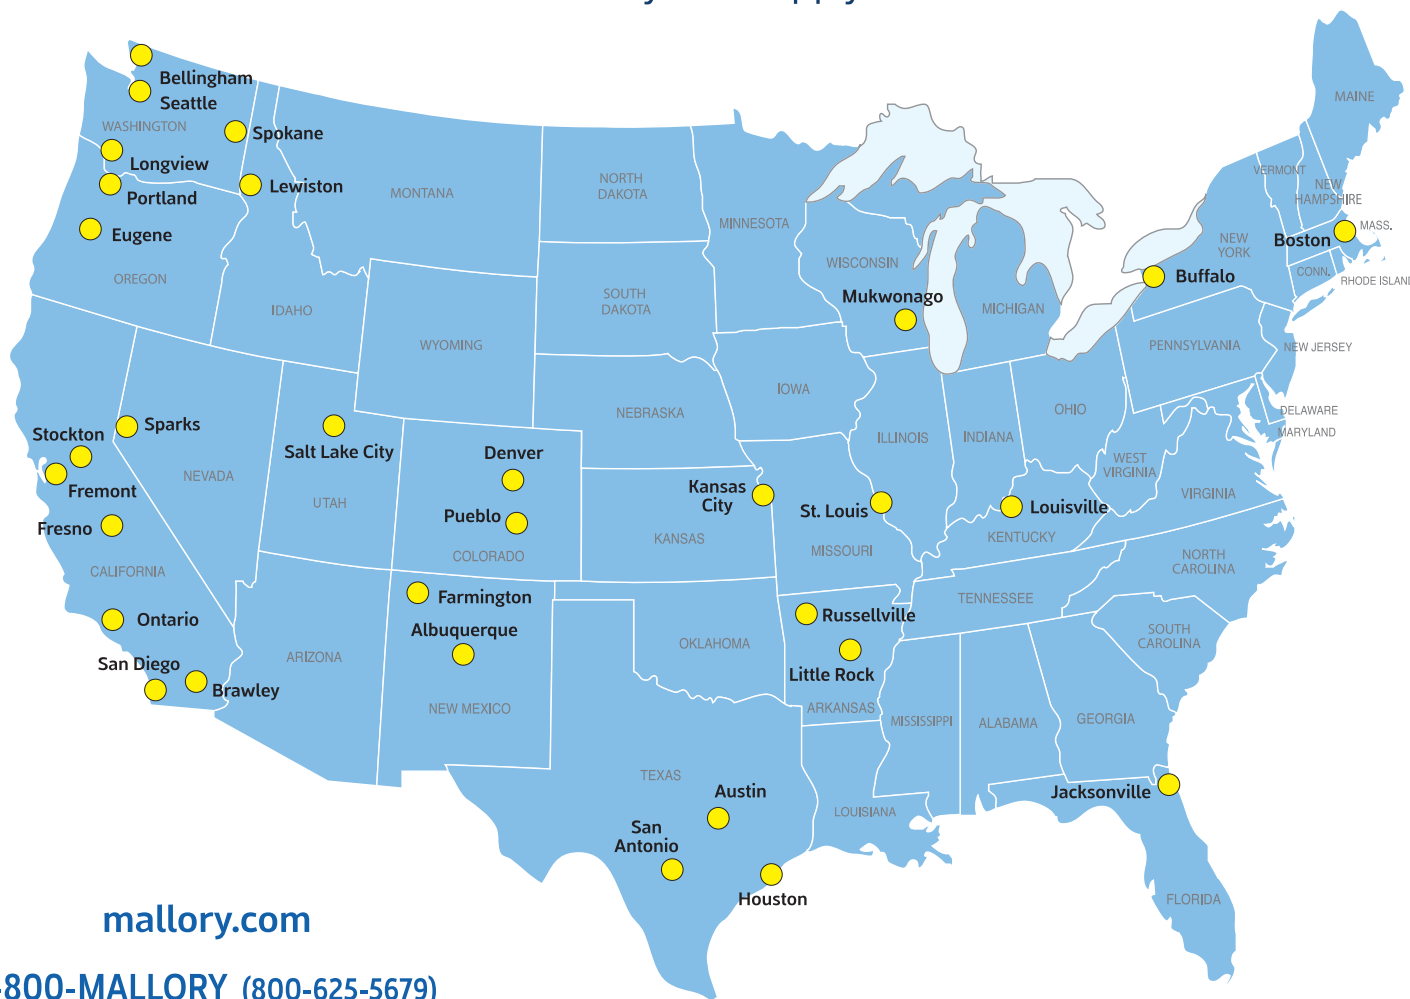 Bellingham
Seattle
WASHINGTON
Spokane
Longview
Lewiston
Portland
Eugene
OREGON
MONTANA
IDAHO
WYOMING
NORTH
DAKOTA
SOUTH
DAKOTA
MINNESOTA
WISCONSIN
Mukwonago
MICHIGAN
MAINE
VERMONT
NEW
HAMPSHIRE
MASS.
Boston
NEW
YORK
Buffalo
CONN.
RHODE ISLAN
PENNSYLVANIA
NEW JERSEY
DELAWARE
MARYLAND
NEBRASKA
IOWA
ILLINOIS
INDIANA
OHIO
WEST
VIRGINIA
VIRGINIA
Sparks
Stockton
Fremont
Fresno
NEVADA
CALIFORNIA
Salt Lake City
UTAH
Denver
Pueblo
COLORADO
Kansas
City
KANSAS
St. Louis
MISSOURI
Louisville
KENTUCKY
NORTH
CAROLINA
TENNESSEE
SOUTH
CAROLINA
Ontario
San Diego
Brawley
ARIZONA
Farmington
Albuquerque
NEW MEXICO
OKLAHOMA
Russellville
Little Rock
ARKANSAS
MISSISSIPPI
ALABAMA
GEORGIA
TEXAS
Austin
San
Antonio
Houston
LOUISIANA
Jacksonville
FLORIDA
mallory.com
-800-MALLORY (800-625-5679)